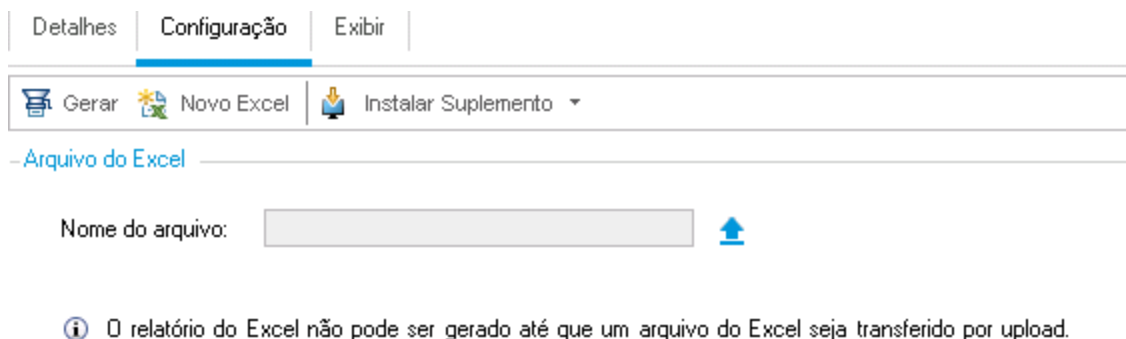 Detalhes Configuração Exibir
Gerar Novo Excel Instalar Suplemento
Arquivo do Excel
Nome do arquivo:
O relatório do Excel não pode ser gerado até que um arquivo do Excel seja transferido por upload.